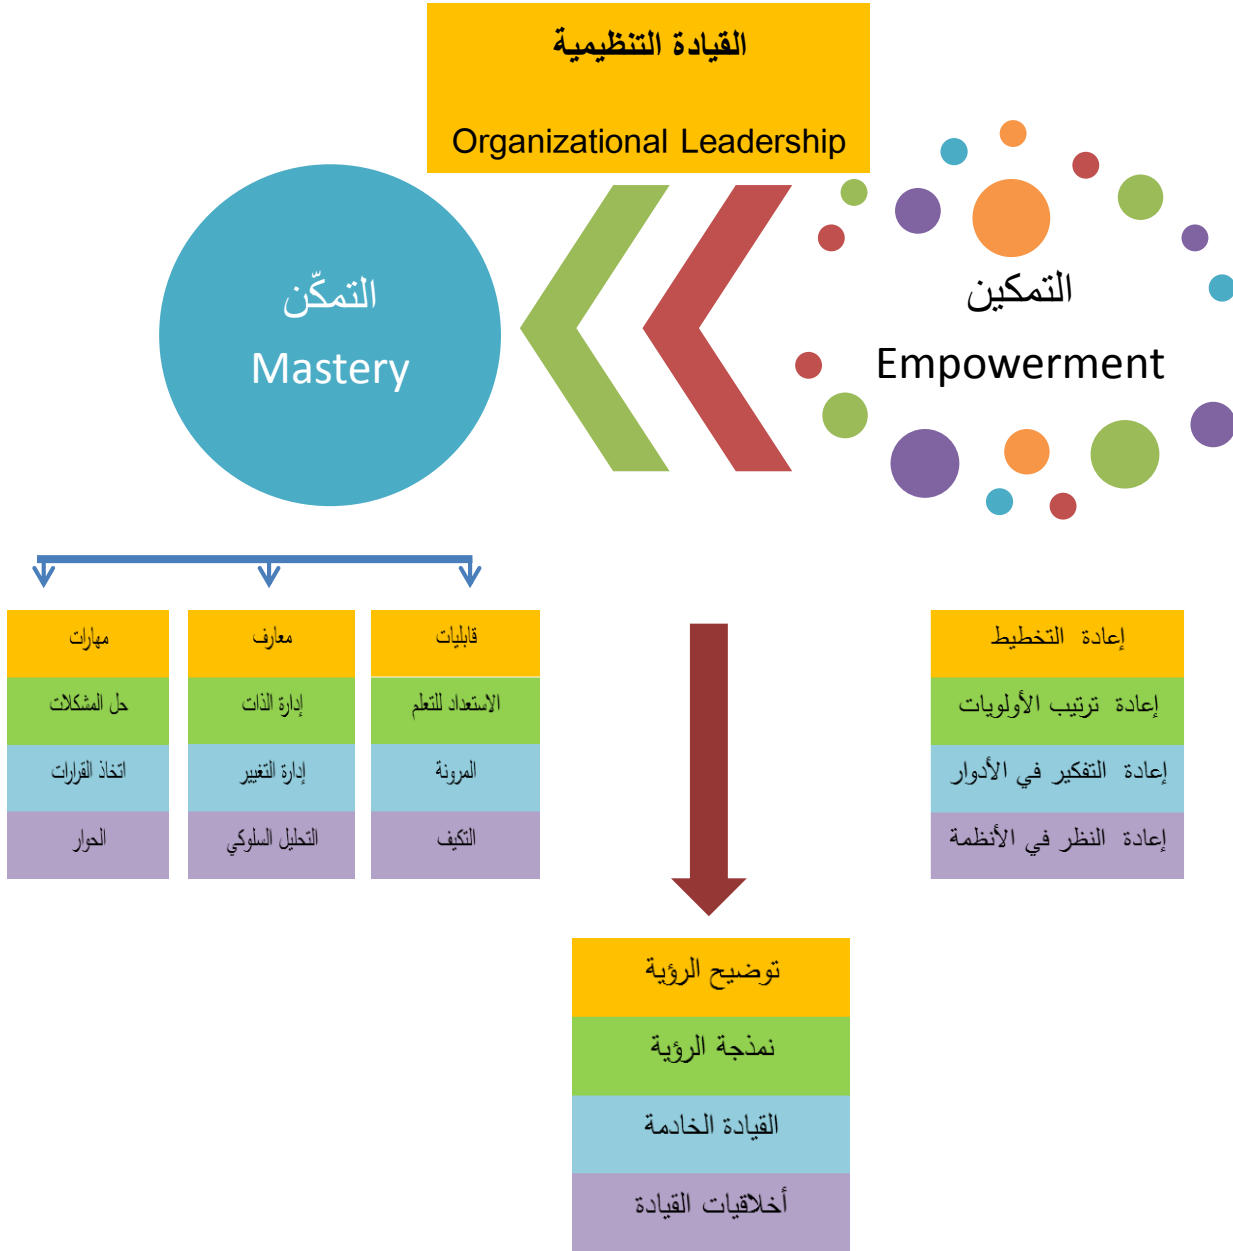 القيادة التنظيمية
Organizational Leadership
التمكين
Empowerment
التمكّن
Mastery
إعادة التخطيط
إعادة ترتيب الأولويات
إعادة التفكير في الأدوار
إعادة النظر في الأنظمة
قابليات
الاستعداد للتعلم
المرونة
التكيف
معارف
إدارة الذات
إدارة التغيير
التحليل السلوكي
مهارات
حل المشكلات
اتخاذ القرارات
الحوار
توضيح الرؤية
نمذجة الرؤية
القيادة الخادمة
أخلاقيات القيادة